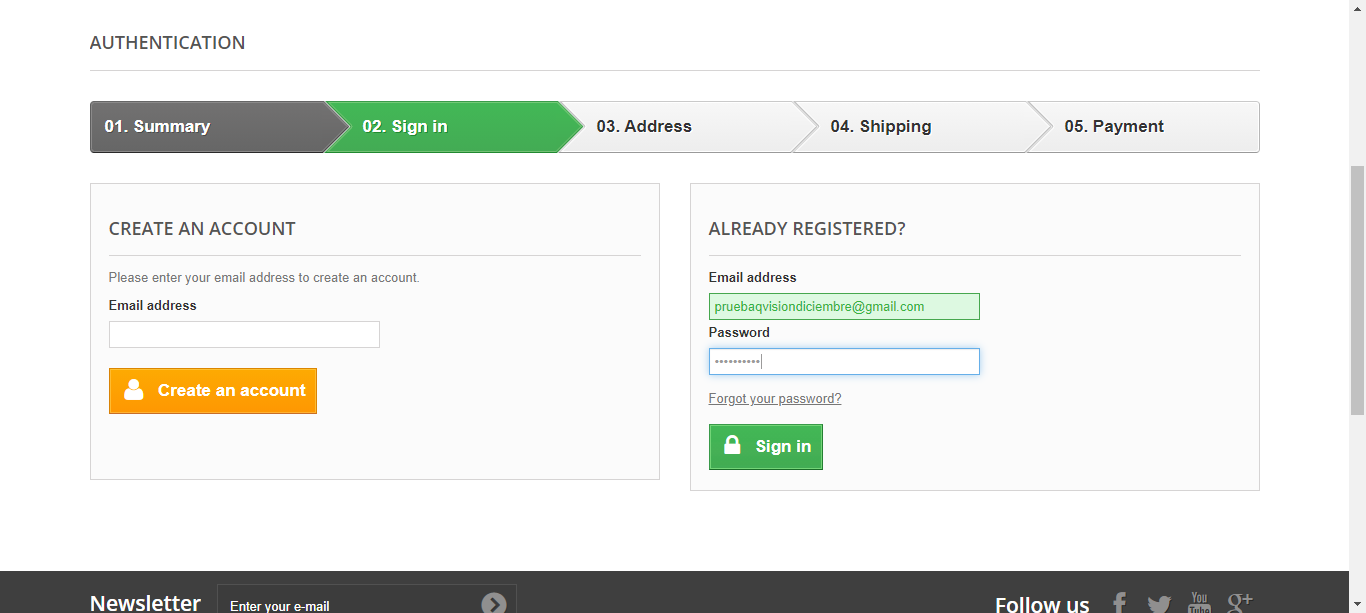 AUTHENTICATION
01. Summary
02. Sign in
03. Address
04. Shipping
05. Payment
CREATE AN ACCOUNT
Please enter your email address to create an account.
Email address
Create an account
ALREADY REGISTERED?
Email address
pruebaqvisiondiciembre@gmail.com
Password
••••••••••
Forgot your password?
Sign in
Newsletter
Enter your e-mail
Follow us
You
Tube
g+